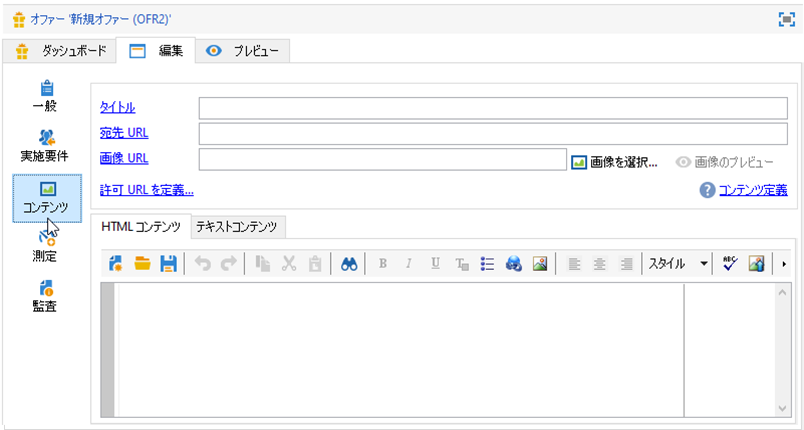 オファー '新規オファー (OFR2)'
ダッシュボード 編集 プレビュー
一般
実施要件
コンテンツ
測定
監査
タイトル
宛先 URL
画像 URL 画像を選択... 画像のプレビュー
許可 URL を定義... コンテンツ定義
HTML コンテンツ テキストコンテンツ
B I U T スタイル ABC